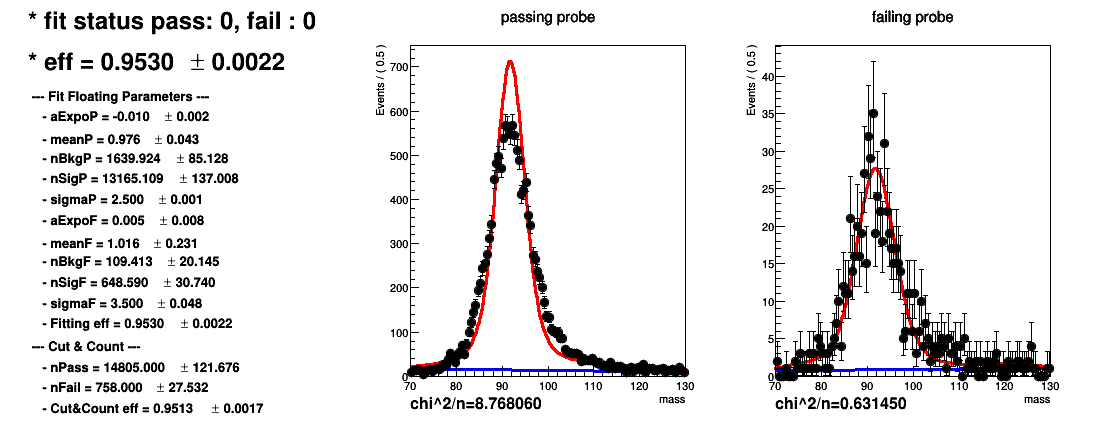 * fit status pass: 0, fail : 0
* eff = 0.9530 ± 0.0022
--- Fit Floating Parameters ---
- aExpoP = -0.010 ± 0.002
- meanP = 0.976 ± 0.043
- nBkgP = 1639.924 ± 85.128
- nSigP = 13165.109 ± 137.008
- sigmaP = 2.500 ± 0.001
- aExpoF = 0.005 ± 0.008
- meanF = 1.016 ± 0.231
- nBkgF = 109.413 ± 20.145
- nSigF = 648.590 ± 30.740
- sigmaF = 3.500 ± 0.048
- Fitting eff = 0.9530 ± 0.0022
--- Cut & Count ---
- nPass = 14805.000 ± 121.676
- nFail = 758.000 ± 27.532
- Cut&Count eff = 0.9513 ± 0.0017
passing probe
Events / ( 0.5 )
700
600
500
400
300
200
100
0
70 80 90 100 110 120 130
mass
chi^2/n=8.768060
failing probe
Events / ( 0.5 )
40
35
30
25
20
15
10
5
0
70 80 90 100 110 120 130
mass
chi^2/n=0.631450